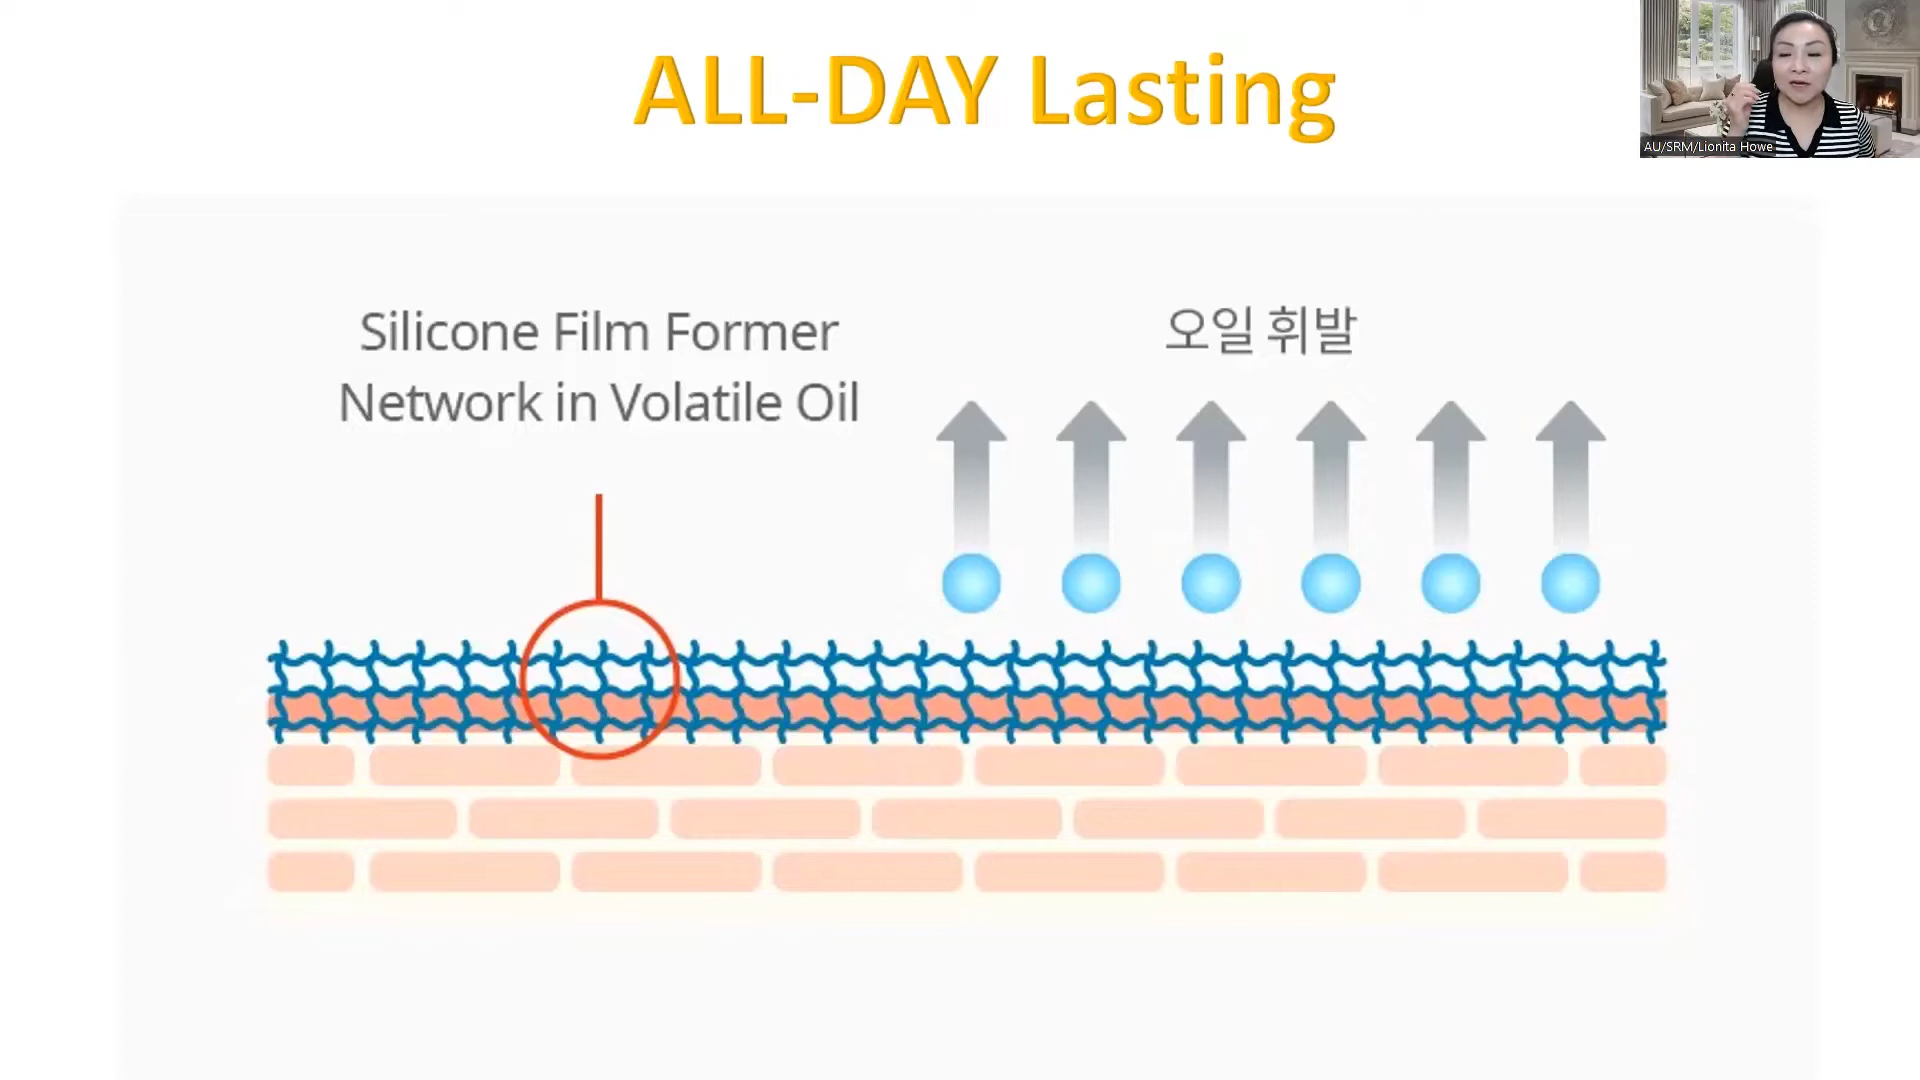 ALL-DAY Lasting
AU/SRM/Lionita Howe
Silicone Film Former
Network in Volatile Oil
오일 휘발